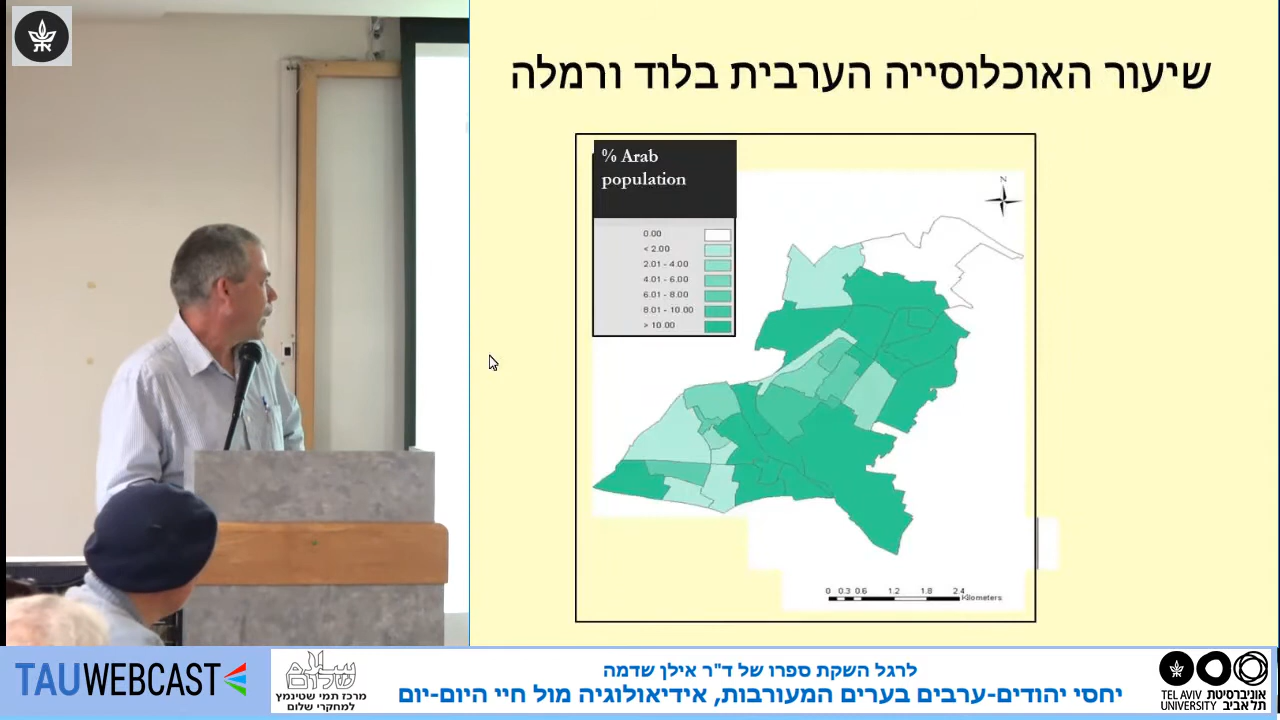 שיעור האוכלוסייה הערבית בלוד ורמלה
% Arab
population
0.00
< 2.00
2.01 - 4.00
4.01 - 6.00
6.01 - 8.00
8.01 - 10.00
> 10.00
N
0 0.3 0.6 1.2 1.8 2.4
Kilometers
TAUWEBCAST
שלום
מרכז תמי שטינמץ
למחקרי שלום
לרגל השקת ספרו של ד"ר אילן שדמה
יחסי יהודים-ערבים בערים המעורבות, אידיאולוגיה מול חיי היום-יום
TEL AVIV UNIVERSITY
אוניברסיטת תל אביב